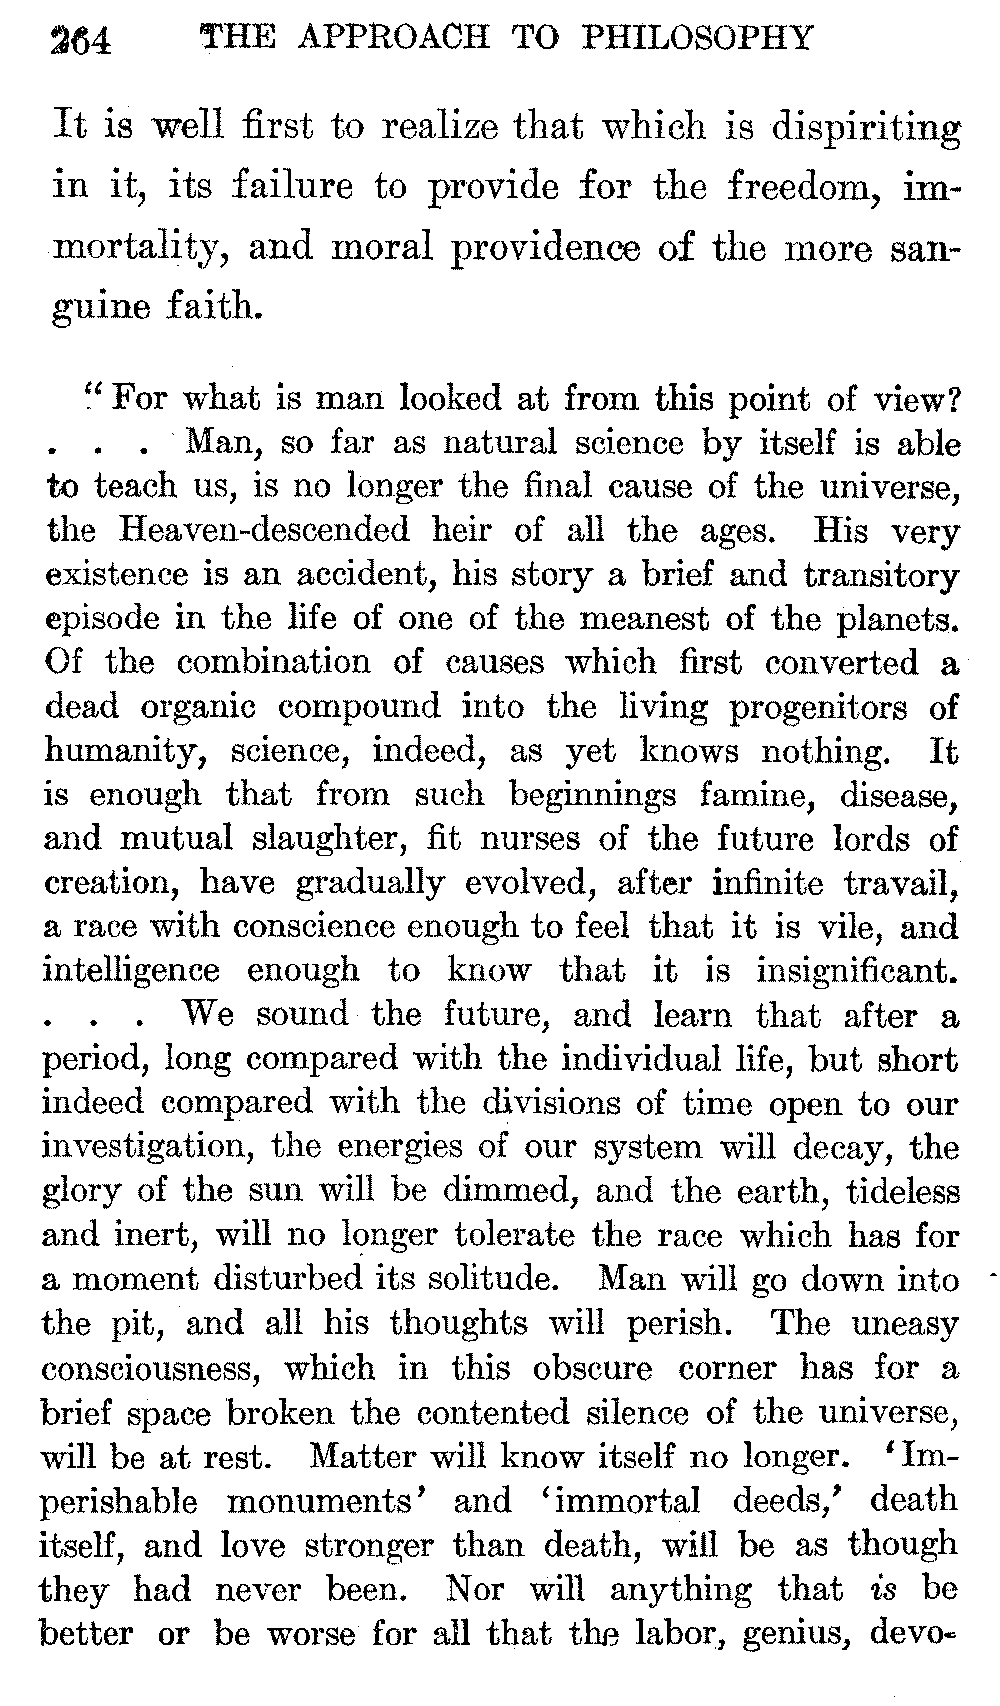 264 THE APPROACH TO PHILOSOPHY
It is well first to realize that which is dispiriting
in it, its failure to provide for the freedom, im-
mortality, and moral providence of the more san-
guine faith.
“For what is man looked at from this point of view?
. . . Man, so far as natural science by itself is able
to teach us, is no longer the final cause of the universe,
the Heaven-descended heir of all the ages. His very
existence is an accident, his story a brief and transitory
episode in the life of one of the meanest of the planets.
Of the combination of causes which first converted a
dead organic compound into the living progenitors of
humanity, science, indeed, as yet knows nothing. It
is enough that from such beginnings famine, disease,
and mutual slaughter, fit nurses of the future lords of
creation, have gradually evolved, after infinite travail,
a race with conscience enough to feel that it is vile, and
intelligence enough to know that it is insignificant.
. . . We sound the future, and learn that after a
period, long compared with the individual life, but short
indeed compared with the divisions of time open to our
investigation, the energies of our system will decay, the
glory of the sun will be dimmed, and the earth, tideless
and inert, will no longer tolerate the race which has for
a moment disturbed its solitude. Man will go down into
the pit, and all his thoughts will perish. The uneasy
consciousness, which in this obscure corner has for a
brief space broken the contented silence of the universe,
will be at rest. Matter will know itself no longer. ‘Im-
perishable monuments’ and ‘immortal deeds,’ death
itself, and love stronger than death, will be as though
they had never been. Nor will anything that is be
better or be worse for all that the labor, genius, devo-